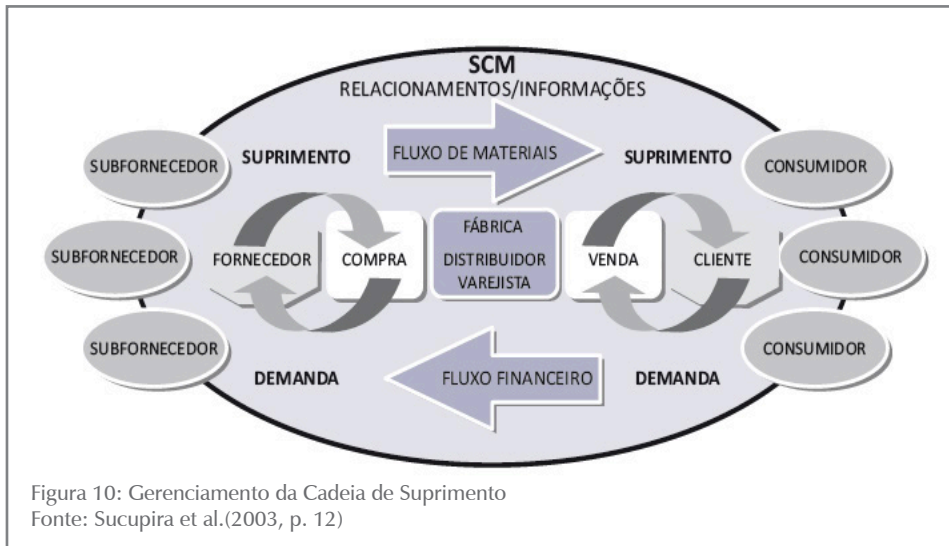 SCM
RELACIONAMENTOS/INFORMAÇÕES
SUBFORNECEDOR
SUPRIMENTO
FLUXO DE MATERIAIS
SUPRIMENTO
CONSUMIDOR
SUBFORNECEDOR
FORNECEDOR
COMPRA
FÁBRICA
DISTRIBUIDOR
VAREJISTA
VENDA
CLIENTE
CONSUMIDOR
SUBFORNECEDOR
DEMANDA
FLUXO FINANCEIRO
DEMANDA
CONSUMIDOR
Figura 10: Gerenciamento da Cadeia de Suprimento
Fonte: Sucupira et al.(2003, p. 12)